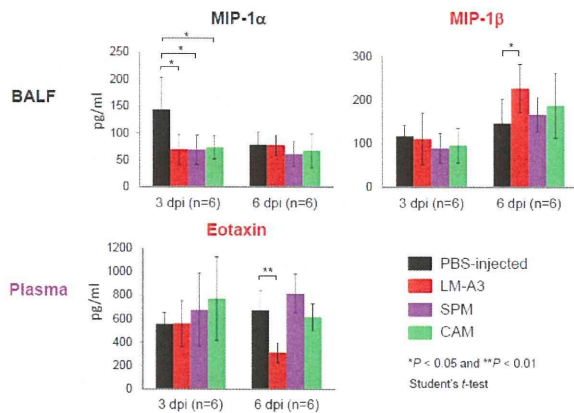 MIP-1α
MIP-1β
BALF
pg/ml
250
200
150
100
50
0
*
*
*
3 dpi (n=6)
6 dpi (n=6)
300
200
100
0
*
3 dpi (n=6)
6 dpi (n=6)
Eotaxin
Plasma
pg/ml
1200
1000
800
600
400
200
0
**
3 dpi (n=6)
6 dpi (n=6)
PBS-injected
LM-A3
SPM
CAM
*P < 0.05 and **P < 0.01
Student's t-test